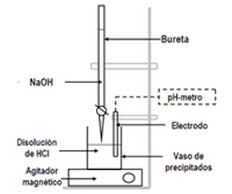 Bureta
NaOH
pH-metro
Electrodo
Disolución
de HCl
Vaso de
precipitados
Agitador
magnético